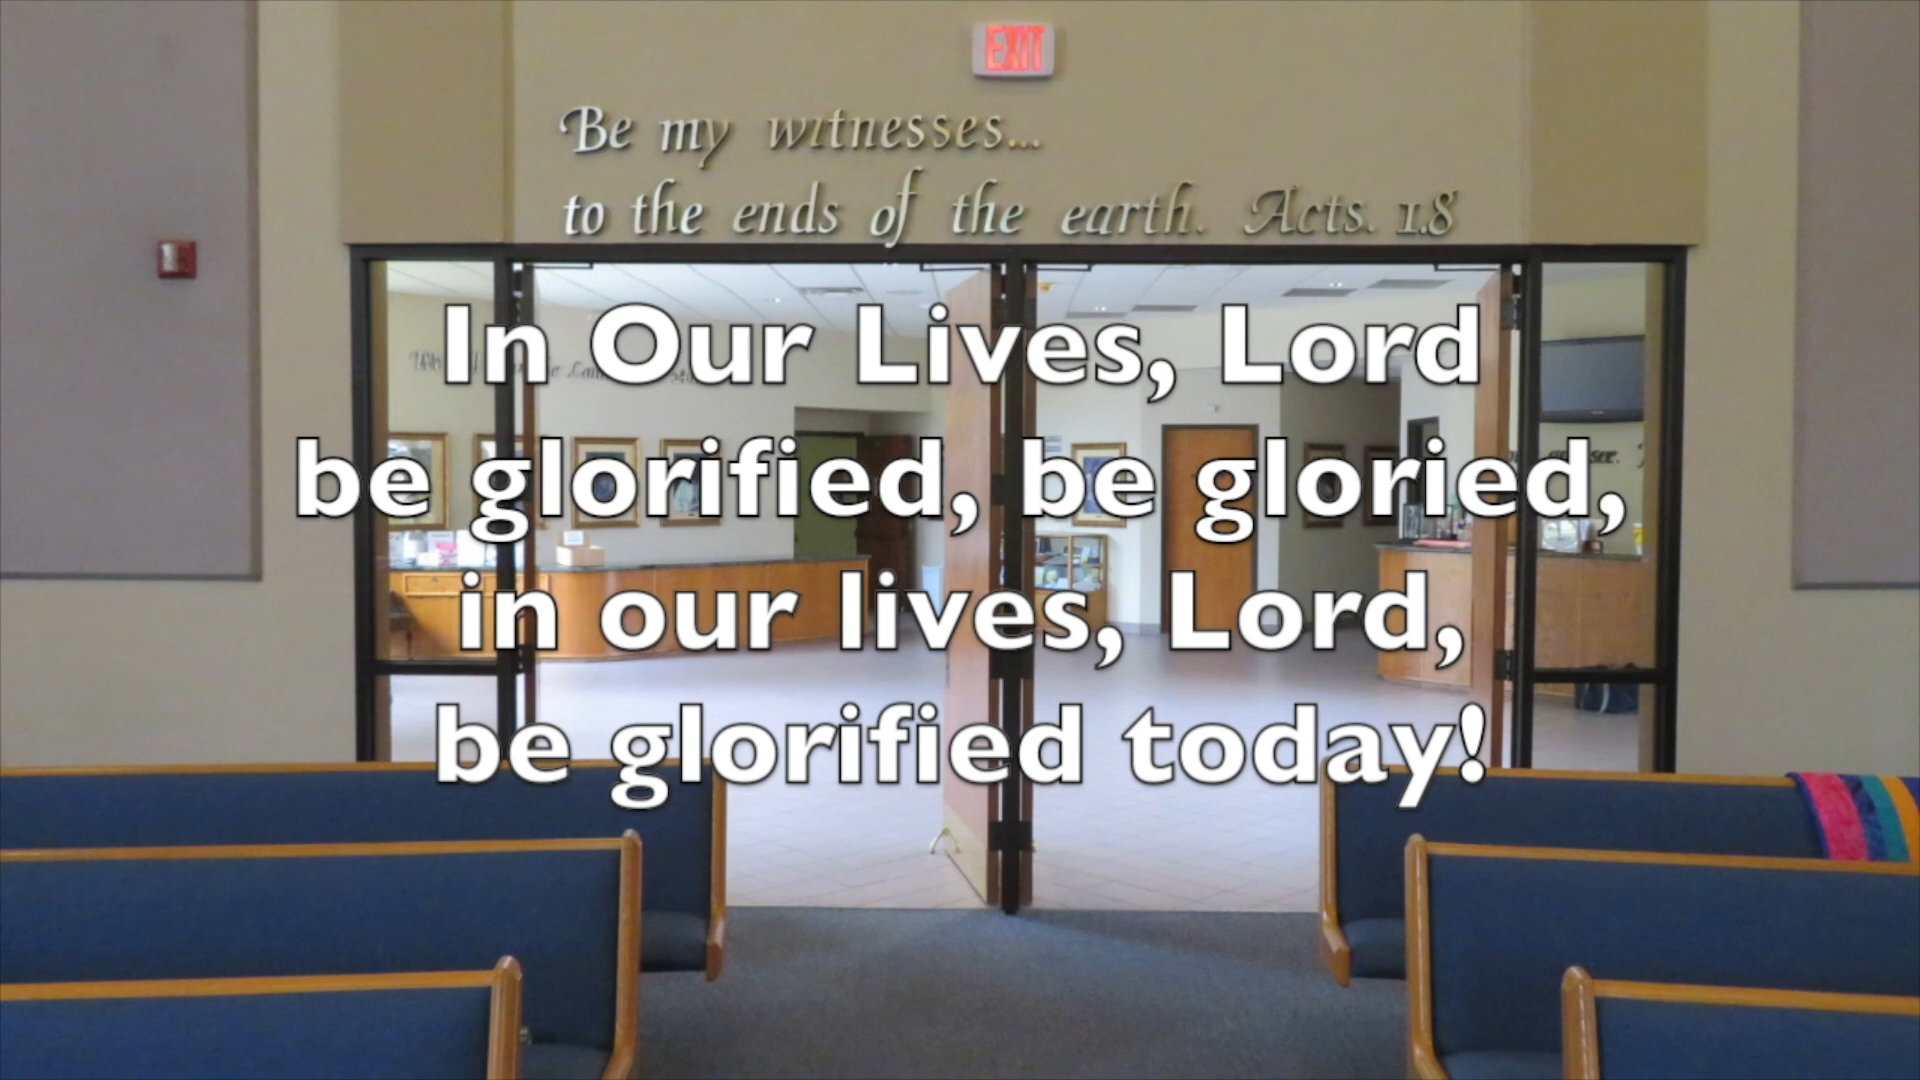 EXIT
Be my witnesses...
to the ends of the earth. Acts. 1.8
In Our Lives, Lord
be glorified, be gloried,
in our lives, Lord,
be glorified today!
see.